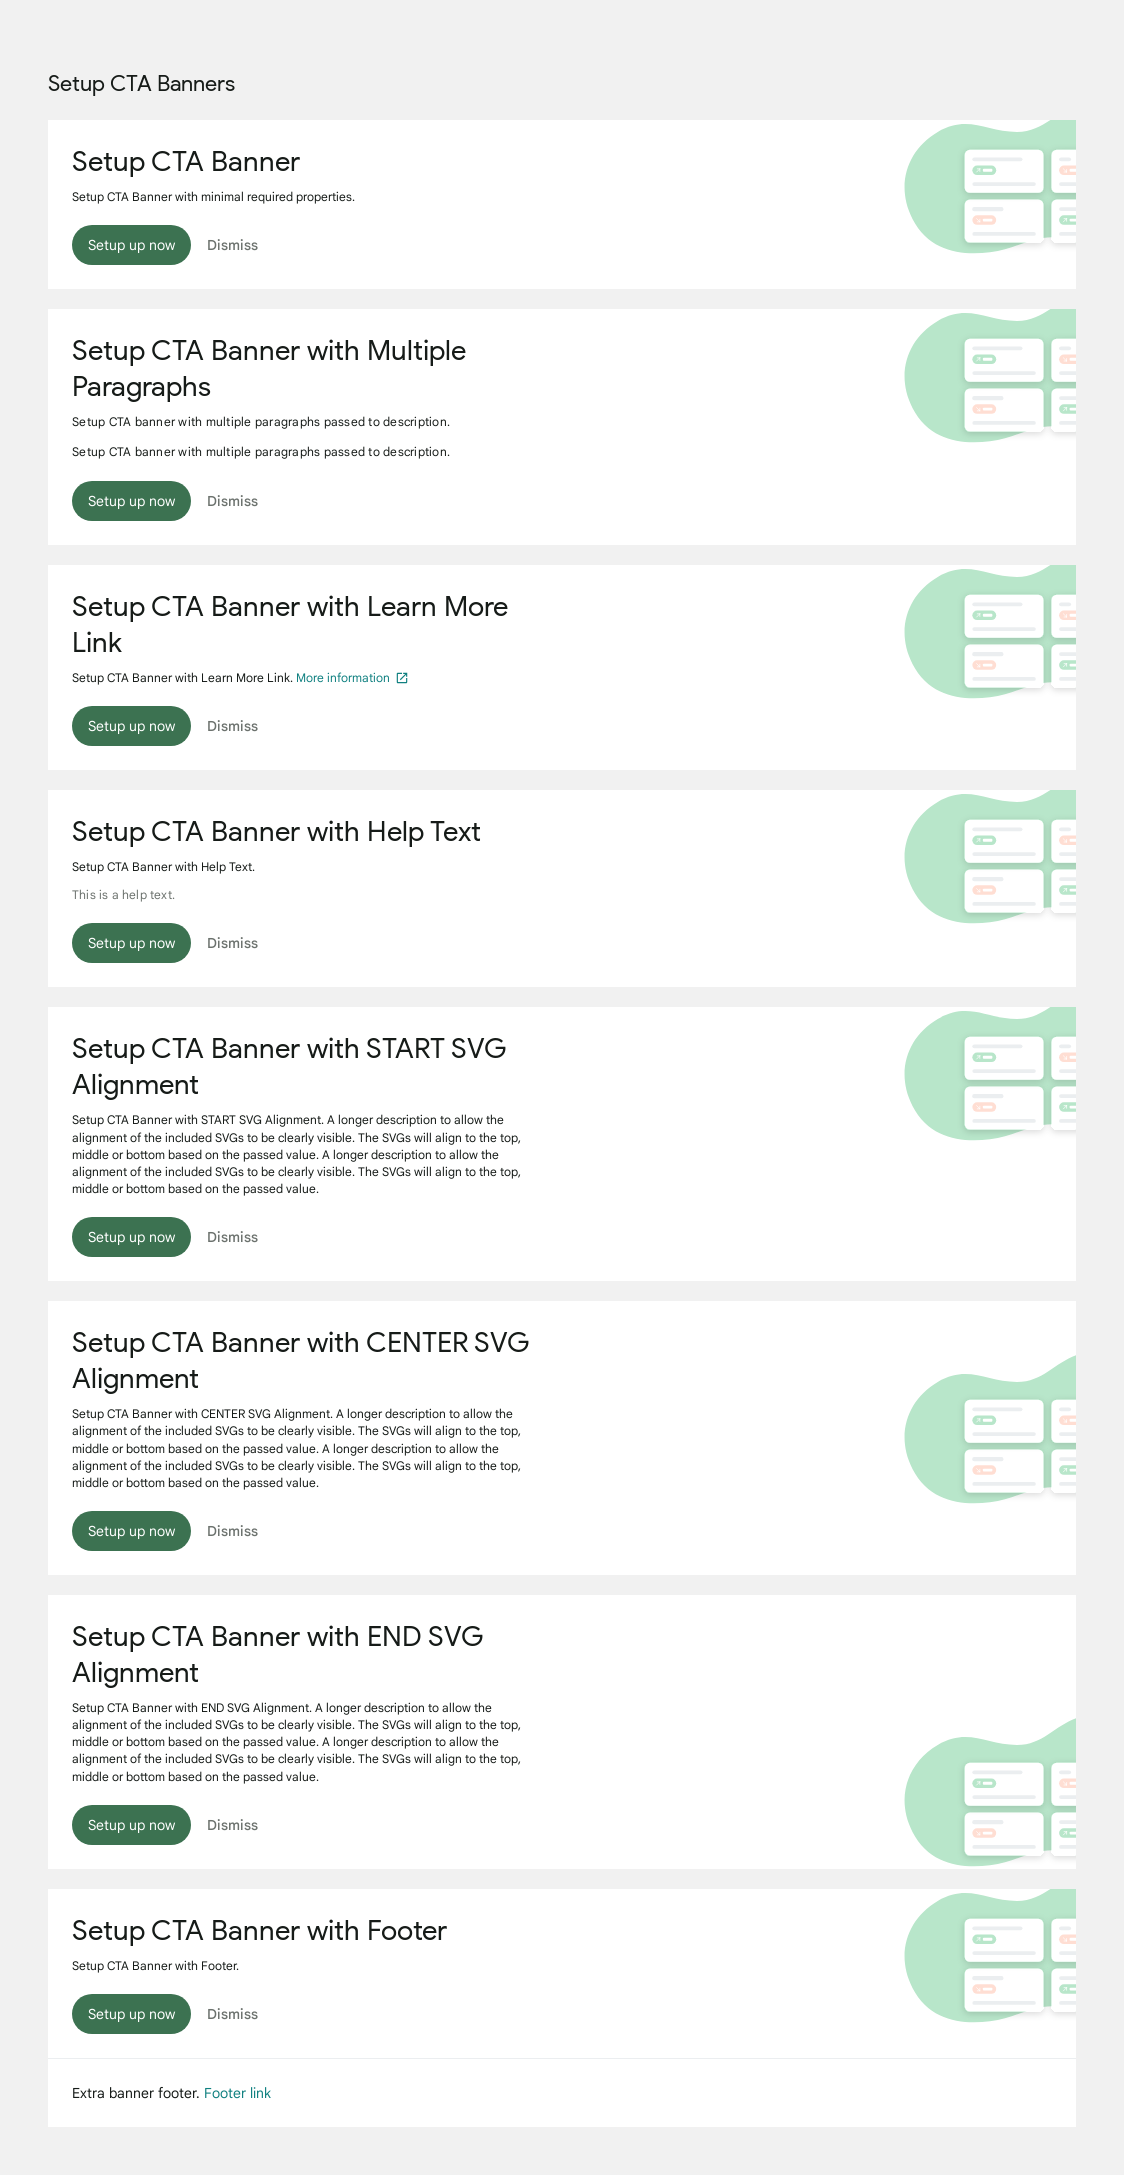 Setup CTA Banners
Setup CTA Banner
Setup CTA Banner with minimal required properties.
Setup up now
Dismiss
Setup CTA Banner with Multiple
Paragraphs
Setup CTA banner with multiple paragraphs passed to description.
Setup CTA banner with multiple paragraphs passed to description.
Setup up now
Dismiss
Setup CTA Banner with Learn More
Link
Setup CTA Banner with Learn More Link. More information
Setup up now
Dismiss
Setup CTA Banner with Help Text
Setup CTA Banner with Help Text.
This is a help text.
Setup up now
Dismiss
Setup CTA Banner with START SVG
Alignment
Setup CTA Banner with START SVG Alignment. A longer description to allow the
alignment of the included SVGs to be clearly visible. The SVGs will align to the top,
middle or bottom based on the passed value. A longer description to allow the
alignment of the included SVGs to be clearly visible. The SVGs will align to the top,
middle or bottom based on the passed value.
Setup up now
Dismiss
Setup CTA Banner with CENTER SVG
Alignment
Setup CTA Banner with CENTER SVG Alignment. A longer description to allow the
alignment of the included SVGs to be clearly visible. The SVGs will align to the top,
middle or bottom based on the passed value. A longer description to allow the
alignment of the included SVGs to be clearly visible. The SVGs will align to the top,
middle or bottom based on the passed value.
Setup up now
Dismiss
Setup CTA Banner with END SVG
Alignment
Setup CTA Banner with END SVG Alignment. A longer description to allow the
alignment of the included SVGs to be clearly visible. The SVGs will align to the top,
middle or bottom based on the passed value. A longer description to allow the
alignment of the included SVGs to be clearly visible. The SVGs will align to the top,
middle or bottom based on the passed value.
Setup up now
Dismiss
Setup CTA Banner with Footer
Setup CTA Banner with Footer.
Setup up now
Dismiss
Extra banner footer. Footer link